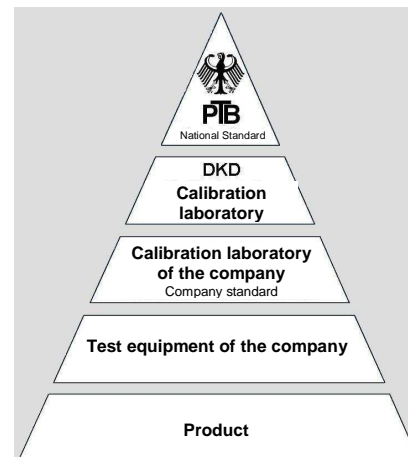 PTB
National Standard
DKD
Calibration
laboratory
Calibration laboratory
of the company
Company standard
Test equipment of the company
Product